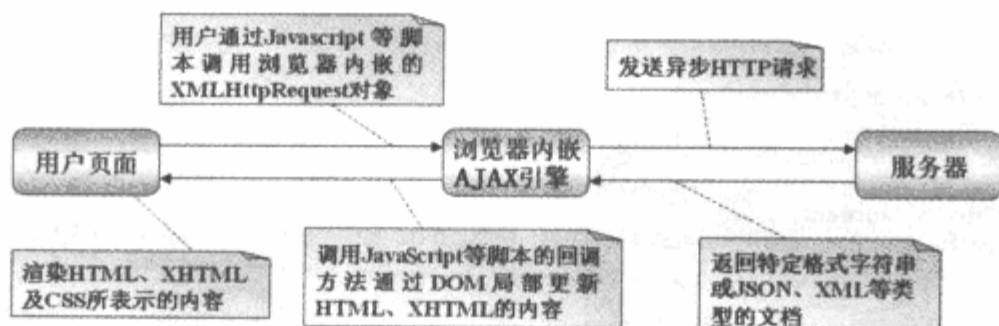 用户通过Javascript等脚
本调用浏览器内嵌的
XMLHttpRequest对象
发送异步HTTP请求
用户页面
浏览器内嵌
AJAX引擎
服务器
渲染HTML、XHTML
及CSS所表示的内容
调用JavaScript等脚本的回调
方法通过DOM局部更新
HTML、XHTML的内容
返回特定格式字符串
或JSON、XML等类
型的文档